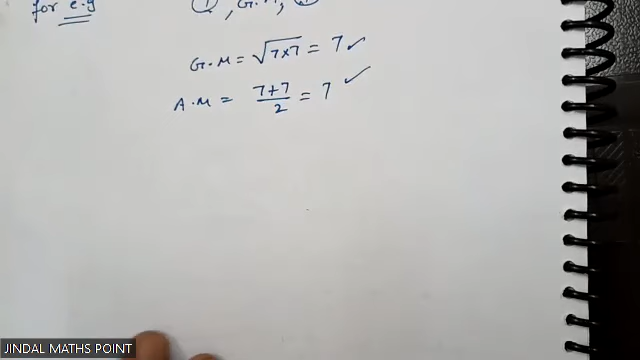 for e.g
G.M = √7×7 = 7 ✓
A.M = 7+7/2 = 7 ✓
JINDAL MATHS POINT